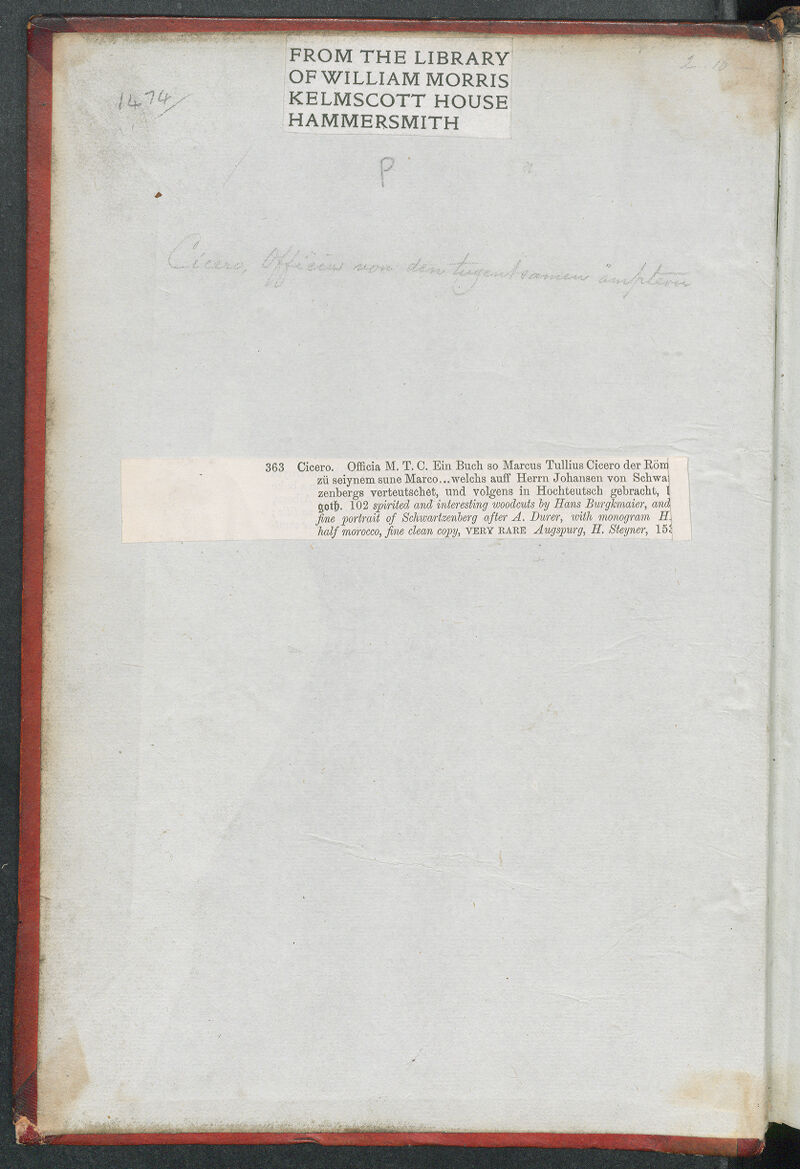 FROM THE LIBRARY
OF WILLIAM MORRIS
KELMSCOTT HOUSE
HAMMERSMITH
1474
P
Cicero, Officia von den tugentsamen ämptern
363 Cicero. Officia M. T. C. Ein Buch so Marcus Tullius Cicero der Röm
zü seiynem sune Marco...welchs auff Herrn Johansen von Schwa
zenbergs verteutschet, und volgens in Hochteutsch gebracht,
goth. 102 spirited and interesting woodcuts by Hans Burgkmaier, and
fine portrait of Schwartzenberg after A. Durer, with monogram H.
half morocco, fine clean copy, VERY RARE Augspurg, H. Steyner, 153